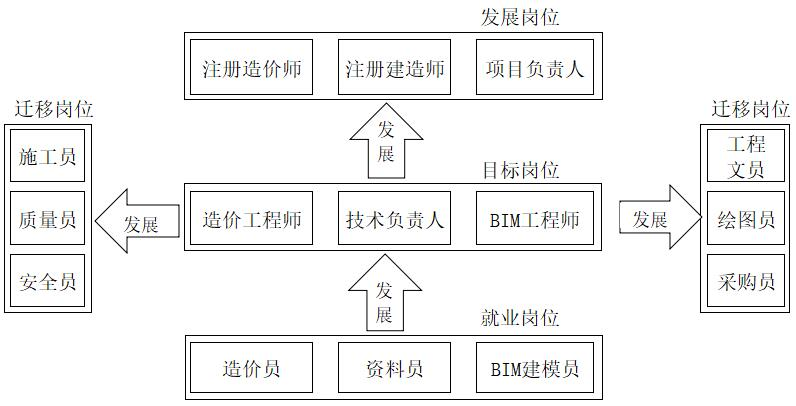 发展岗位
注册造价师
注册建造师
项目负责人
迁移岗位
施工员
质量员
安全员
发
展
迁移岗位
工程
文员
绘图员
采购员
目标岗位
发展
造价工程师
技术负责人
BIM工程师
发展
发
展
就业岗位
造价员
资料员
BIM建模员